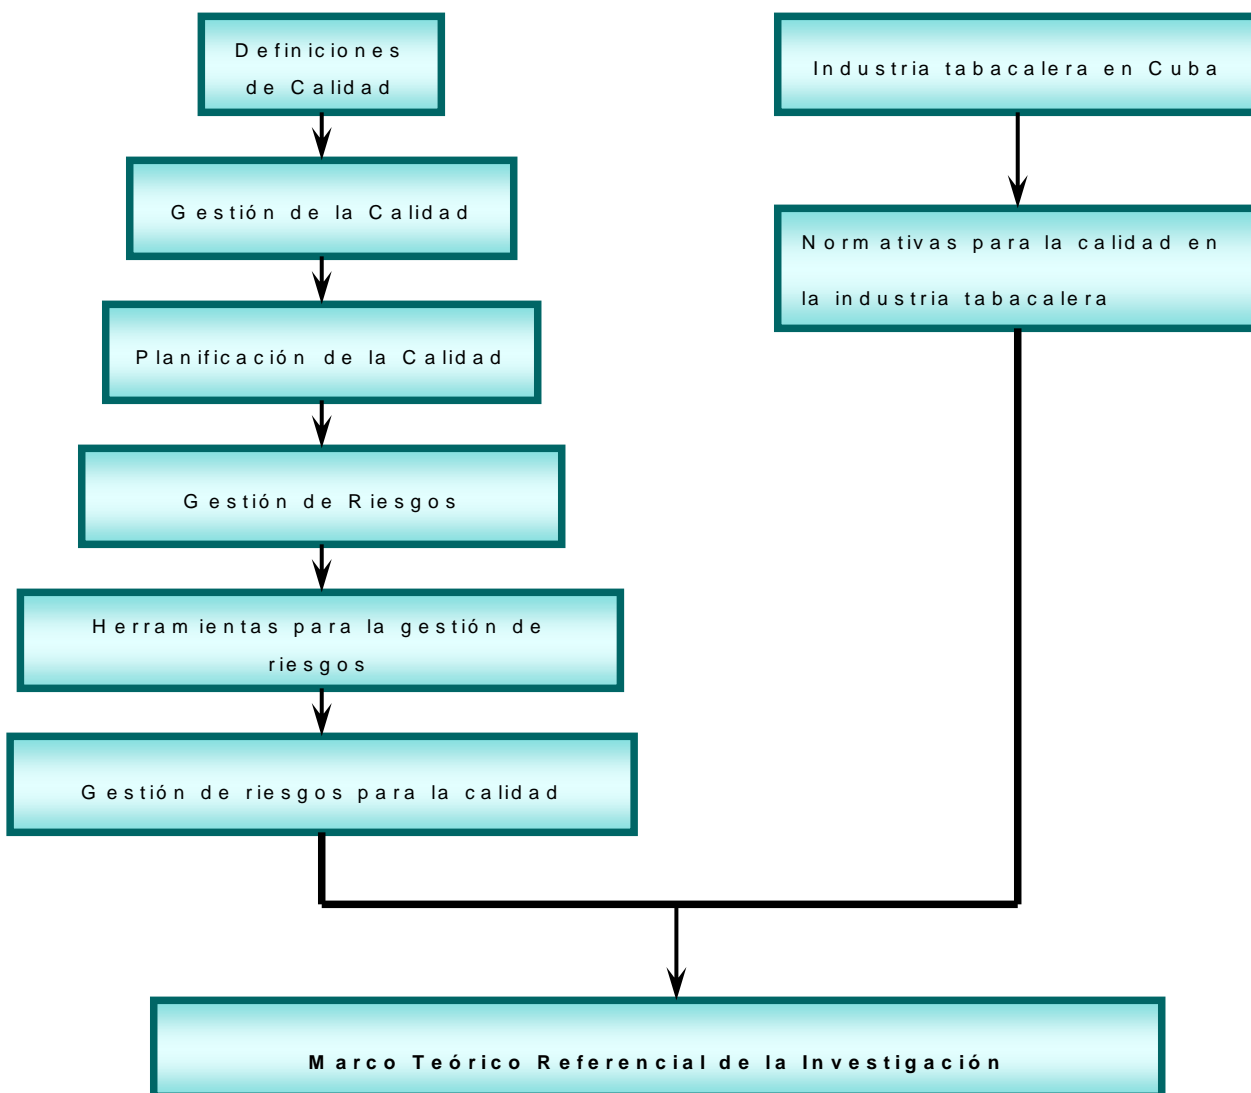 Definiciones
de Calidad
Gestión de la Calidad
Planificación de la Calidad
Gestión de Riesgos
Herramientas para la gestión de
riesgos
Gestión de riesgos para la calidad
Industria tabacalera en Cuba
Normativas para la calidad en
la industria tabacalera
Marco Teórico Referencial de la Investigación